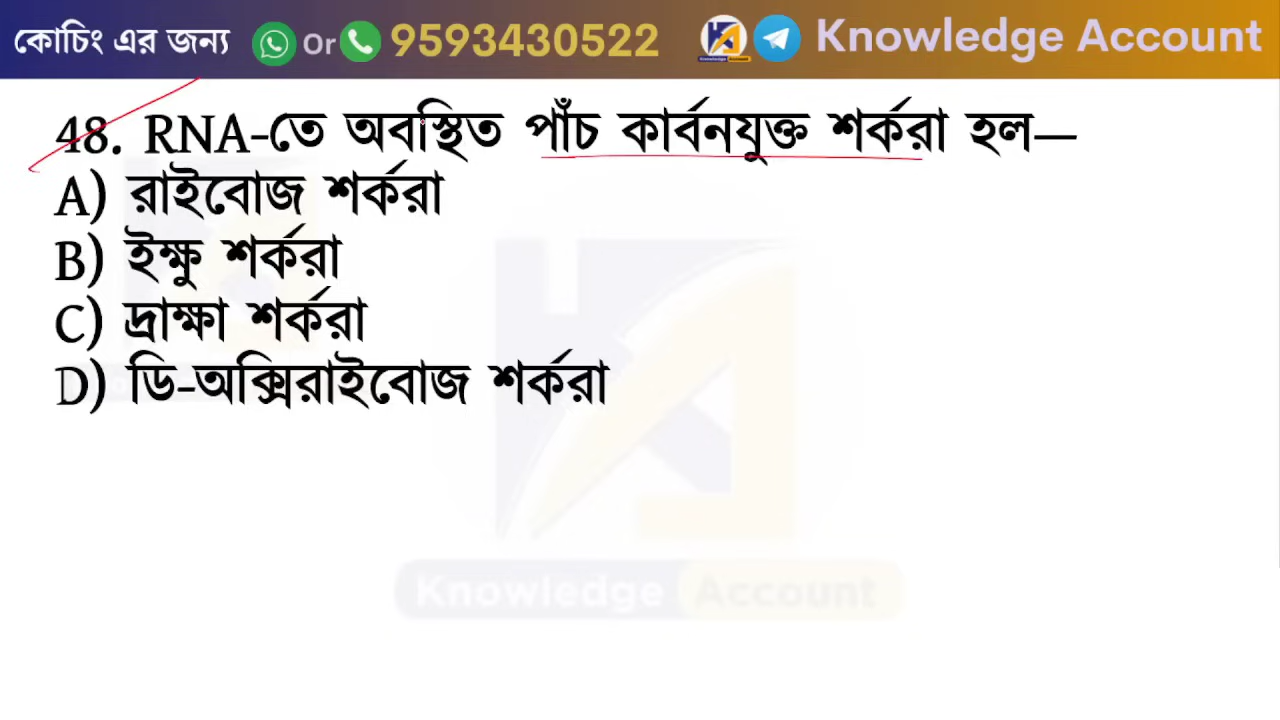 কোচিং এর জন্য Or 9593430522 Knowledge Account
48. RNA-তে অবস্থিত পাঁচ কার্বনযুক্ত শর্করা হল—
A) রাইবোজ শর্করা
B) ইক্ষু শর্করা
C) দ্রাক্ষা শর্করা
D) ডি-অক্সিরাইবোজ শর্করা
Knowledge Account